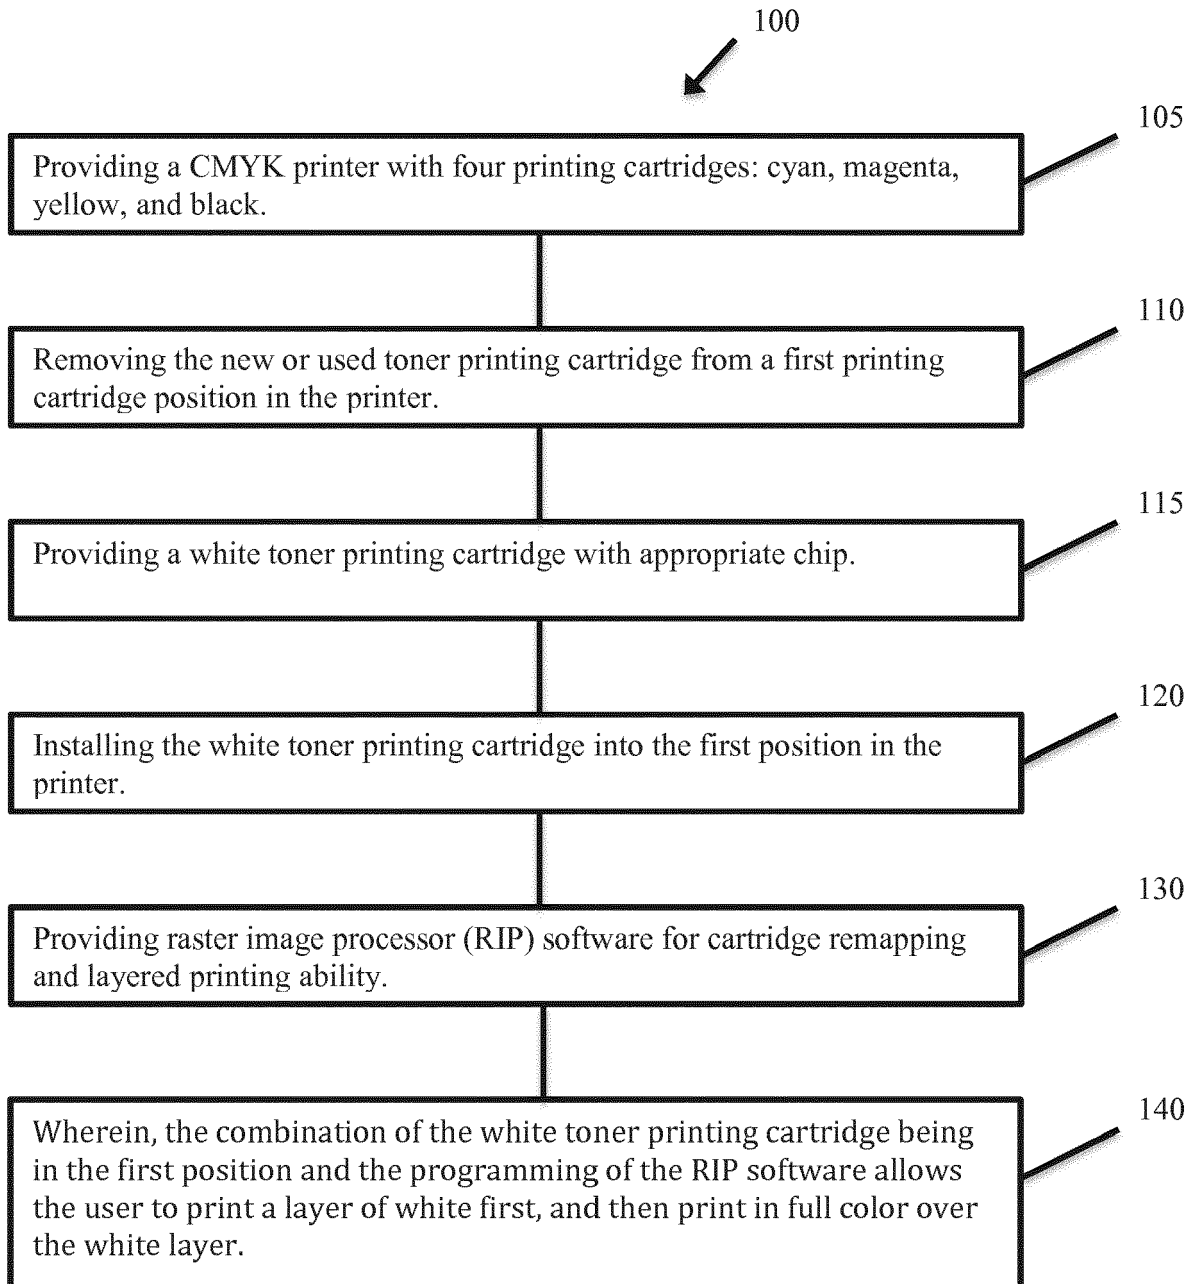 100
105
Providing a CMYK printer with four printing cartridges: cyan, magenta,
yellow, and black.
110
Removing the new or used toner printing cartridge from a first printing
cartridge position in the printer.
115
Providing a white toner printing cartridge with appropriate chip.
120
Installing the white toner printing cartridge into the first position in the
printer.
130
Providing raster image processor (RIP) software for cartridge remapping
and layered printing ability.
140
Wherein, the combination of the white toner printing cartridge being
in the first position and the programming of the RIP software allows
the user to print a layer of white first, and then print in full color over
the white layer.